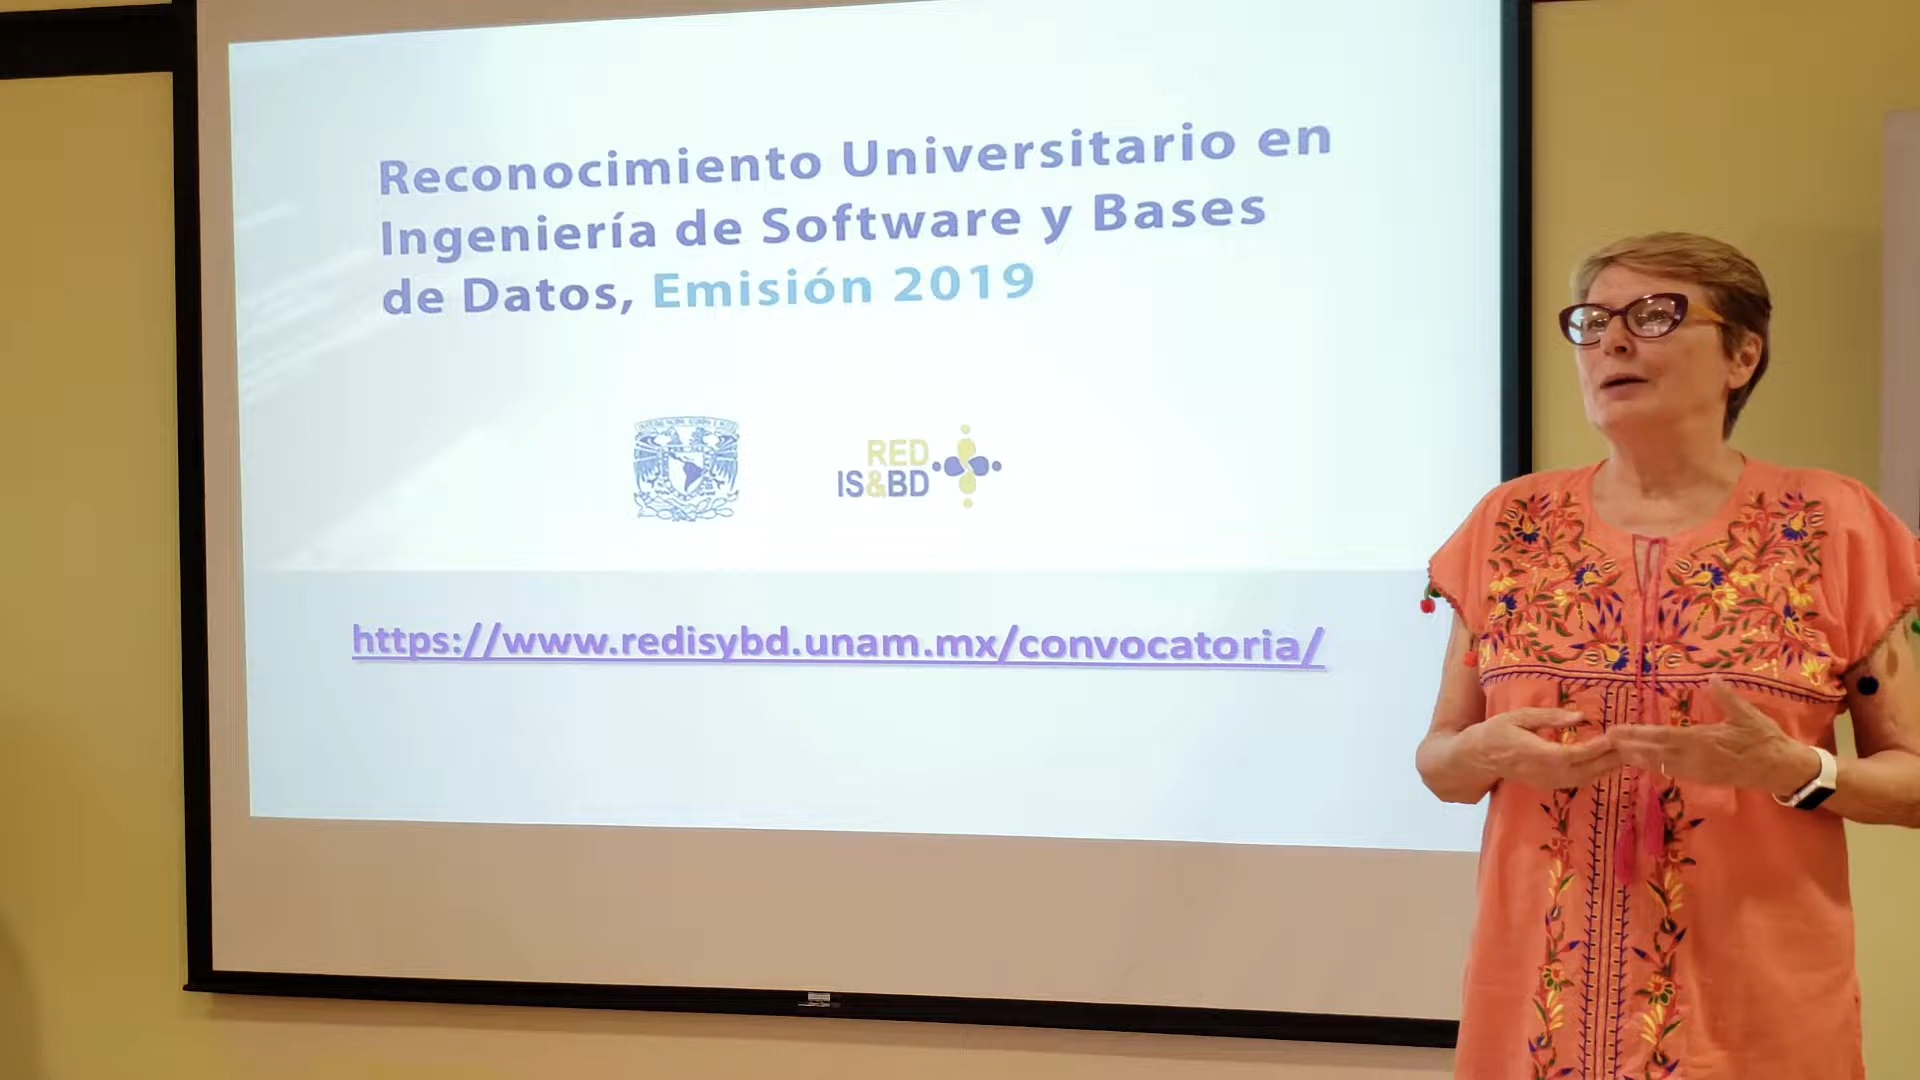 Reconocimiento Universitario en
Ingeniería de Software y Bases
de Datos, Emisión 2019
RED
IS&BD
https://www.redisybd.unam.mx/convocatoria/